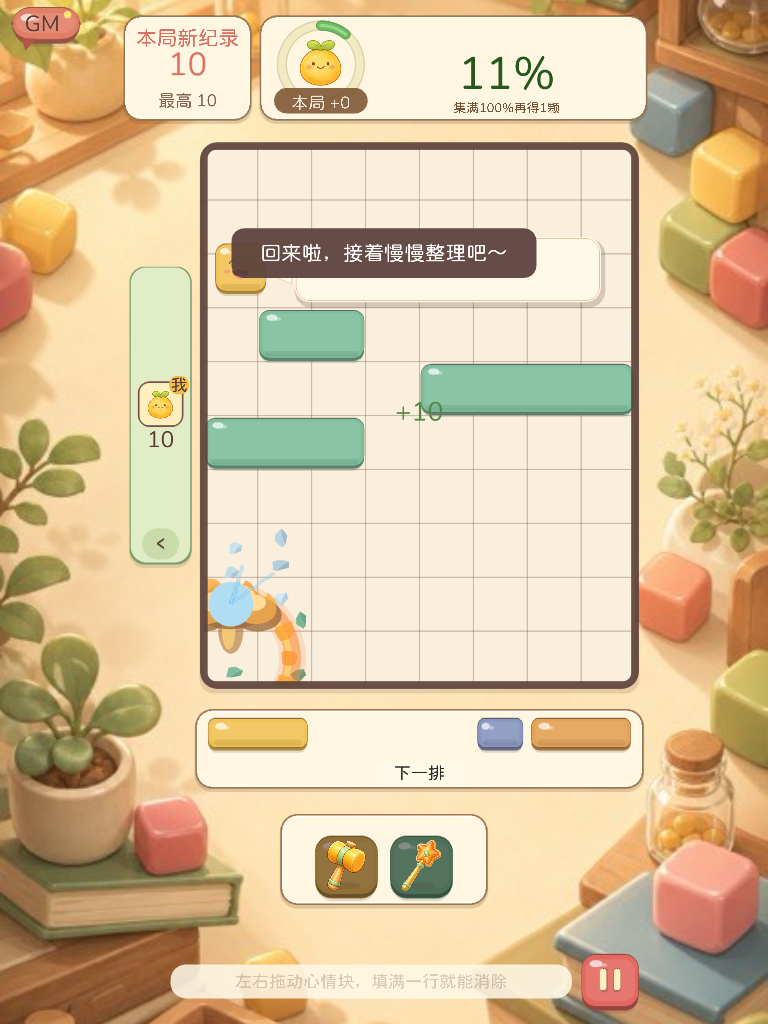 GM
本局新纪录
10
最高 10
本局 +0
11%
集满100%再得1颗
回来啦，接着慢慢整理吧～
我
10
<
+10
下一排
左右拖动心情块，填满一行就能消除